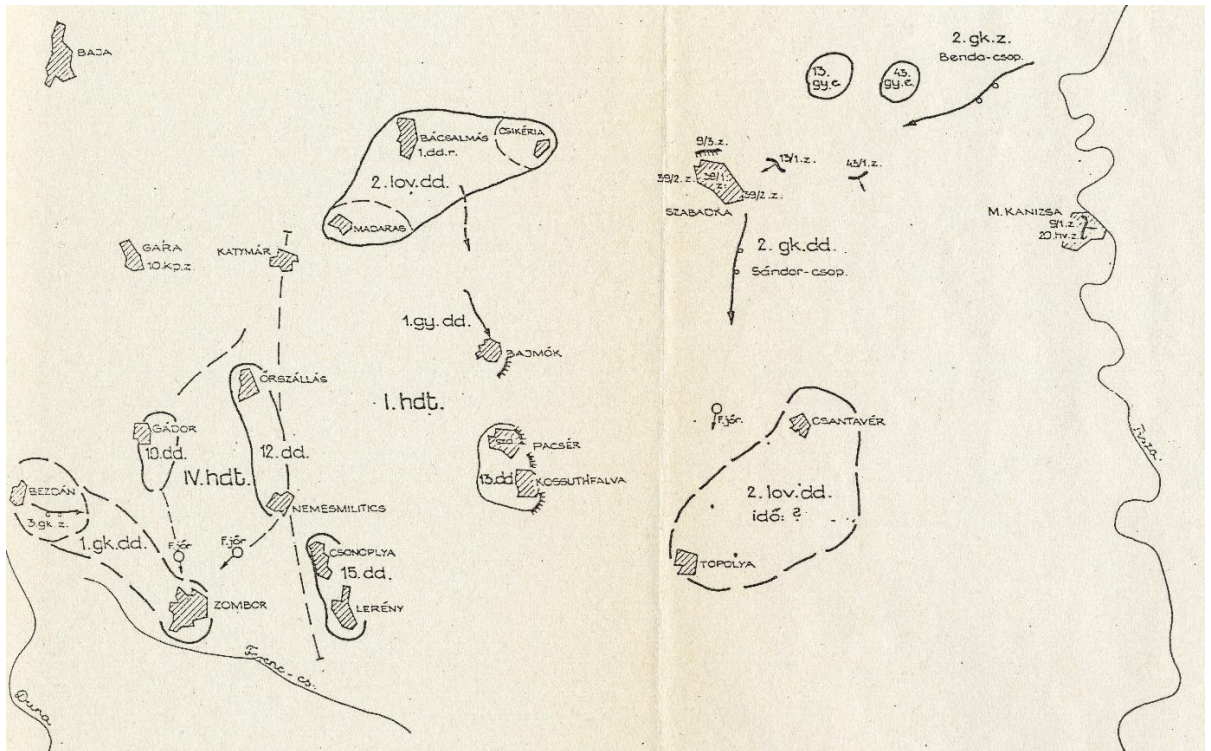 BAJA
2. gk. z.
Benda-csop.
13.
gy.e.
43.
gy.e.
BÁCSALMÁS
1.dd.r.
CSIKÉRIA
2. lov. dd.
MADARAS
9/3. z.
39/2. z.
39/1.
z.
39/2. z.
13/1. z.
43/1. z.
SZABADKA
M. KANIZSA
9/1. z.
20. hv. z.
GARA
10. kp. z.
KATYMÁR
2. gk. dd.
Sándor-csop.
1. gy. dd.
BAJMÓK
ŐRSZÁLLÁS
I. hdt.
GÁDOR
10. dd.
12. dd.
IV. hdt.
F. jőr.
CSANTAVÉR
Tisza
PACSÉR
13. dd
KOSSUTHFALVA
BEZDÁN
3. gk. z.
NEMESMILITICS
2. lov. dd.
idő: ?
1. gk. dd.
F. jőr
F. jőr
CSONOPLYA
15. dd.
TOPOLYA
ZOMBOR
LERÉNY
Ferenc-cs.
Duna